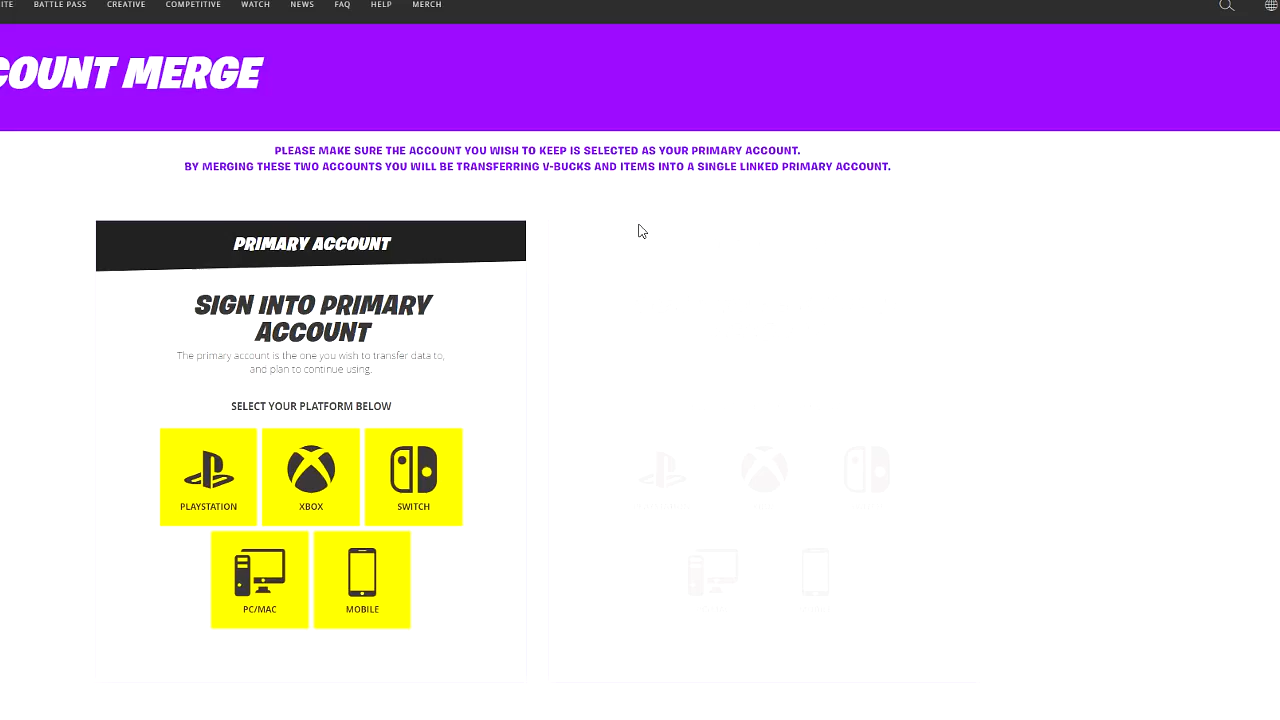 ITE BATTLE PASS CREATIVE COMPETITIVE WATCH NEWS FAQ HELP MERCH
COUNT MERGE
PLEASE MAKE SURE THE ACCOUNT YOU WISH TO KEEP IS SELECTED AS YOUR PRIMARY ACCOUNT.
BY MERGING THESE TWO ACCOUNTS YOU WILL BE TRANSFERRING V-BUCKS AND ITEMS INTO A SINGLE LINKED PRIMARY ACCOUNT.
PRIMARY ACCOUNT
SIGN INTO PRIMARY
ACCOUNT
The primary account is the one you wish to transfer data to,
and plan to continue using.
SELECT YOUR PLATFORM BELOW
PLAYSTATION XBOX SWITCH
PC/MAC MOBILE